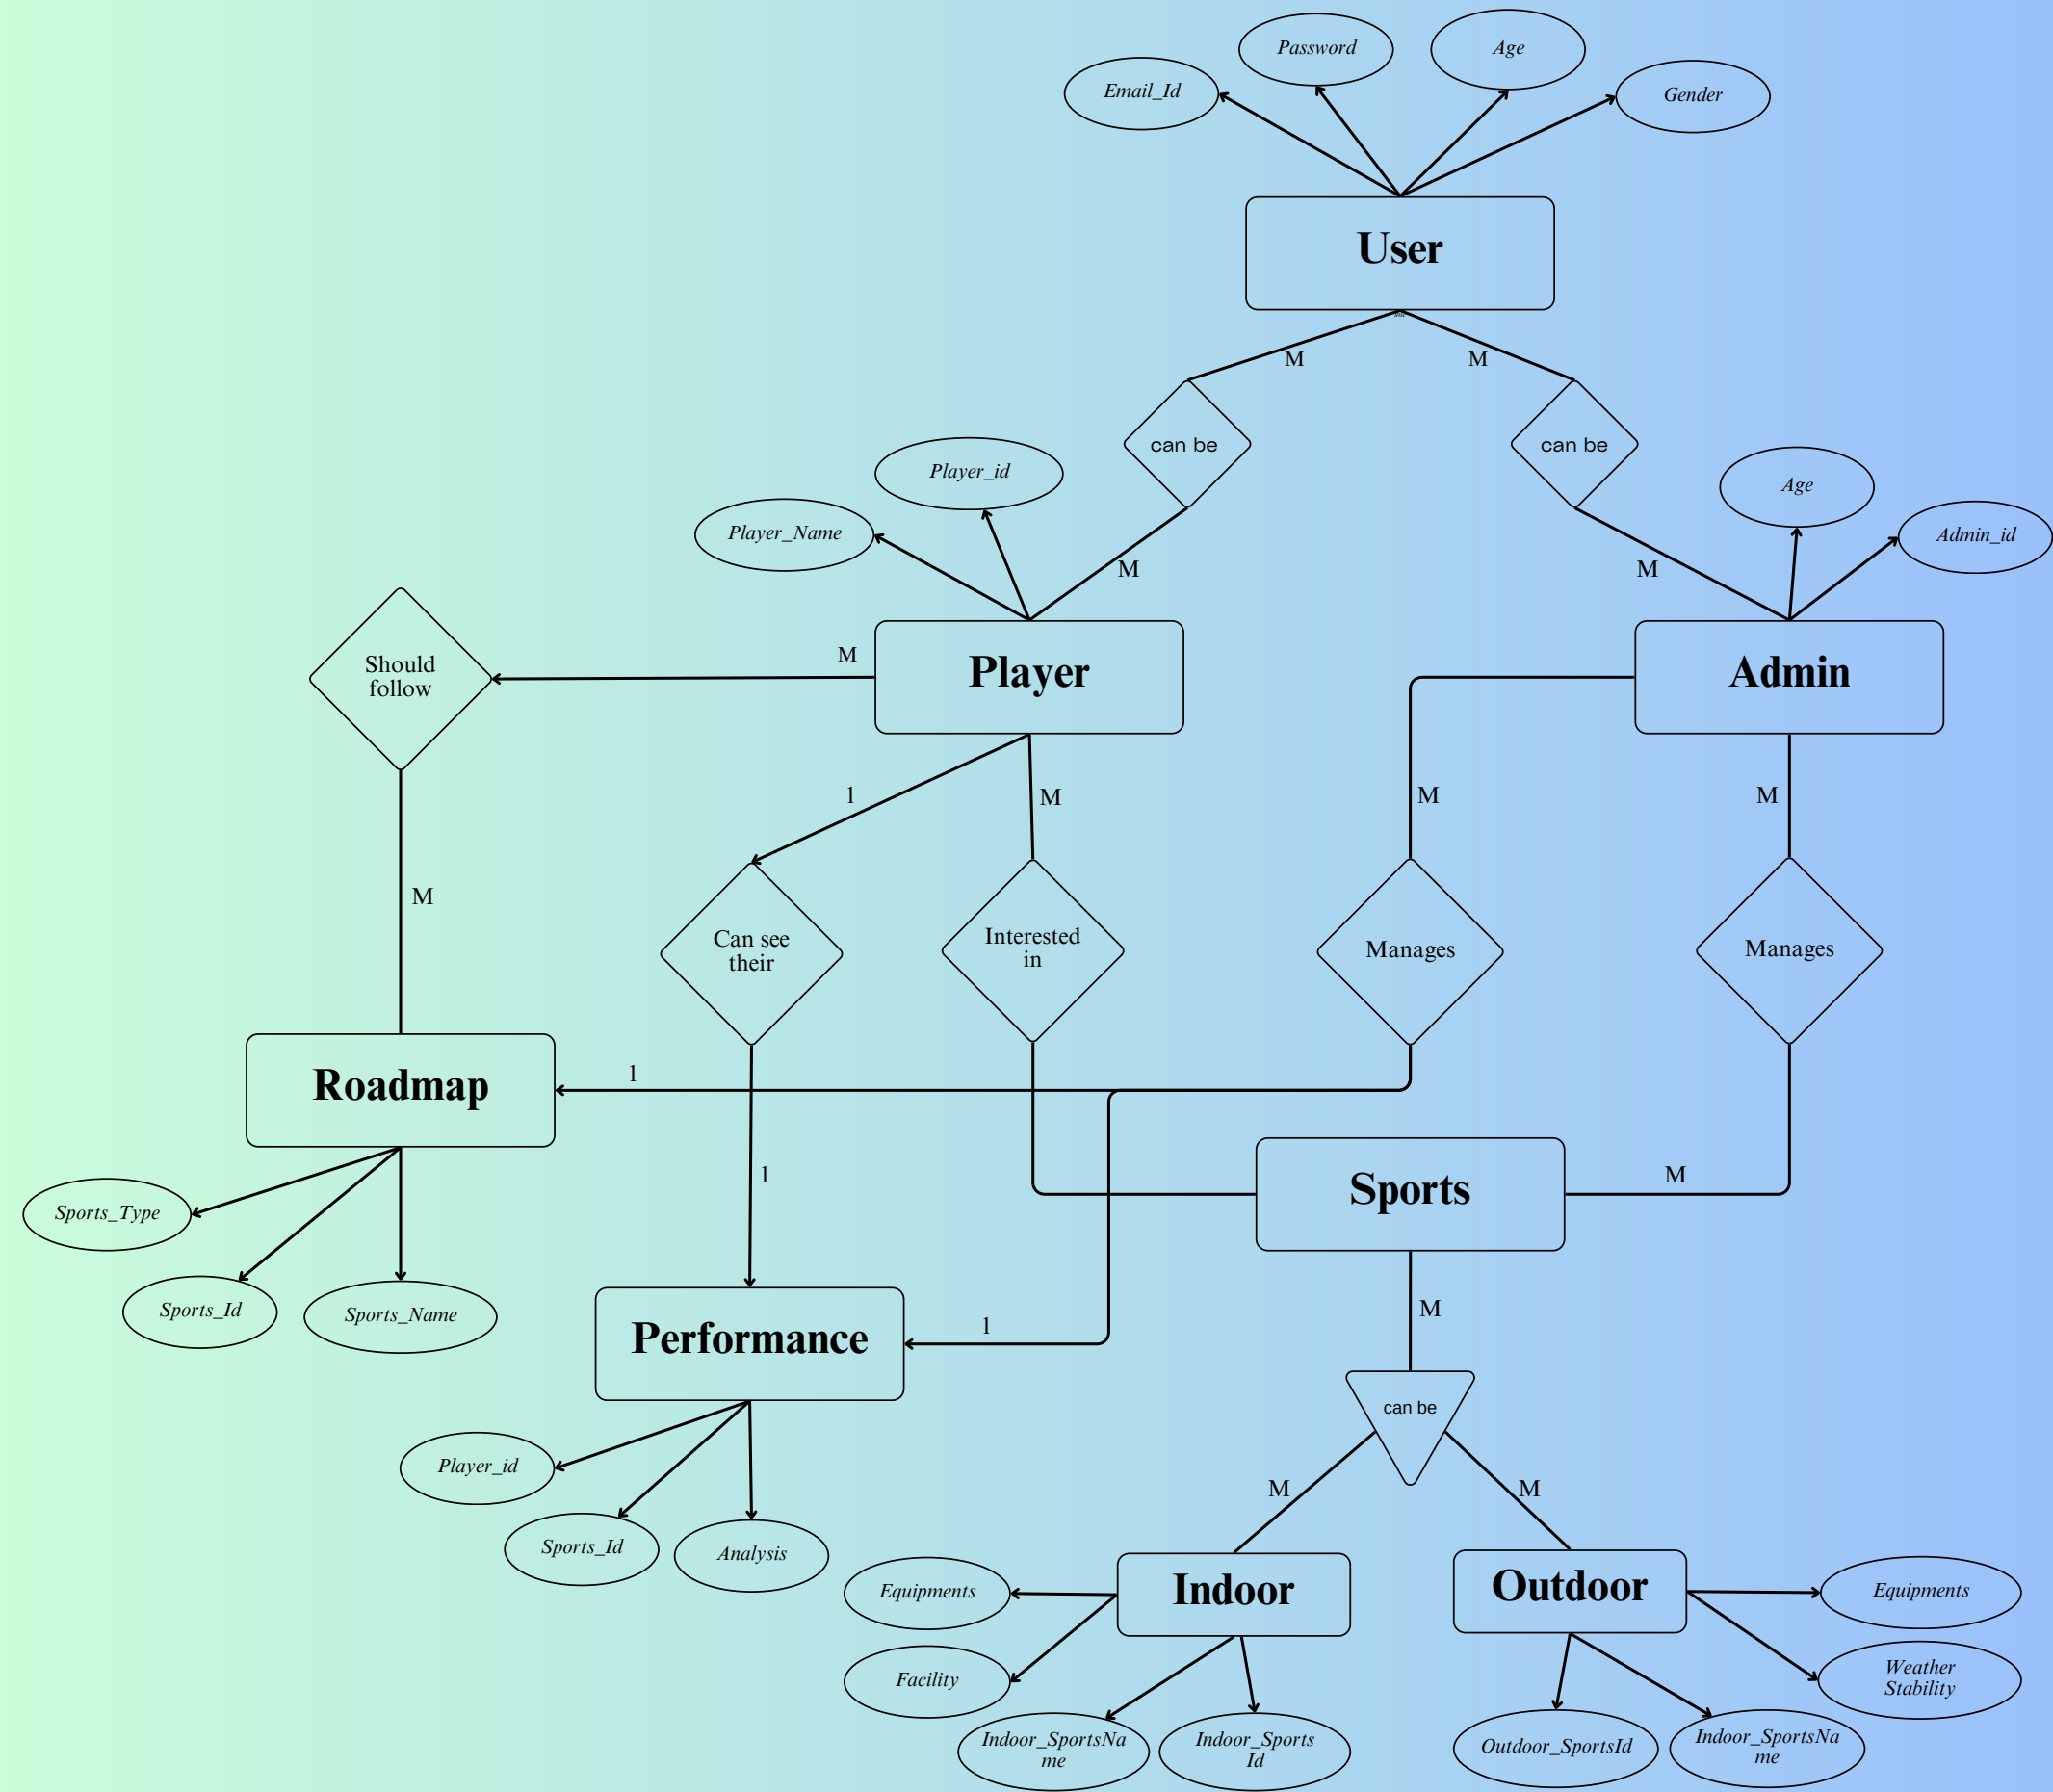 Password
Age
Email_Id
Gender
User
M
M
can be
can be
Player_id
Age
Player_Name
Admin_id
M
M
Should
follow
M
Player
Admin
1
M
M
M
M
Can see
their
Interested
in
Manages
Manages
Roadmap
1
1
Sports
M
Sports_Type
Sports_Id
Sports_Name
Performance
1
M
can be
Player_id
Sports_Id
Analysis
M
M
Indoor
Outdoor
Equipments
Equipments
Facility
Weather
Stability
Indoor_SportsNa
me
Indoor_Sports
Id
Outdoor_SportsId
Indoor_SportsNa
me